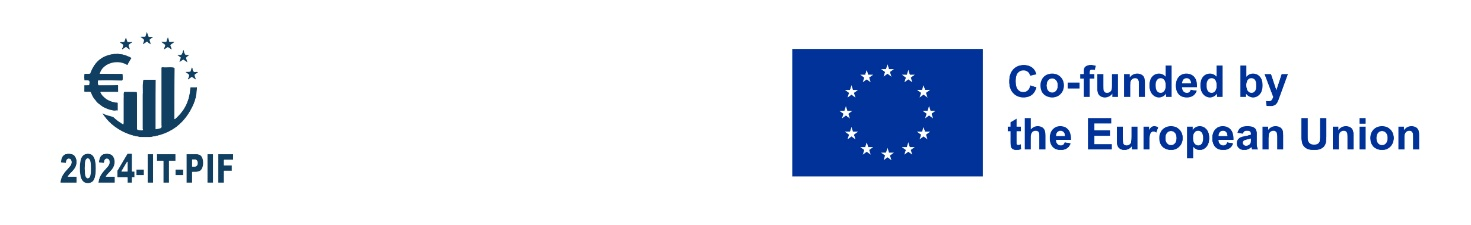 2024-IT-PIF
Co-funded by
the European Union